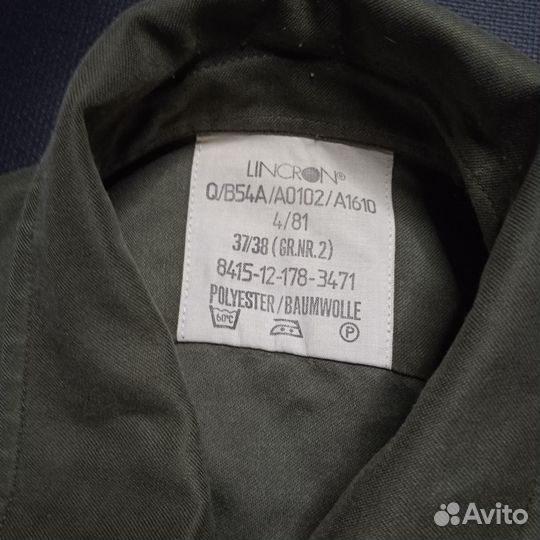 LINCRON®
Q/B54A/A0102/A1610
4/81
37/38 (GR.NR.2)
8415-12-178-3471
POLYESTER/BAUMWOLLE
60°C
P
Avito